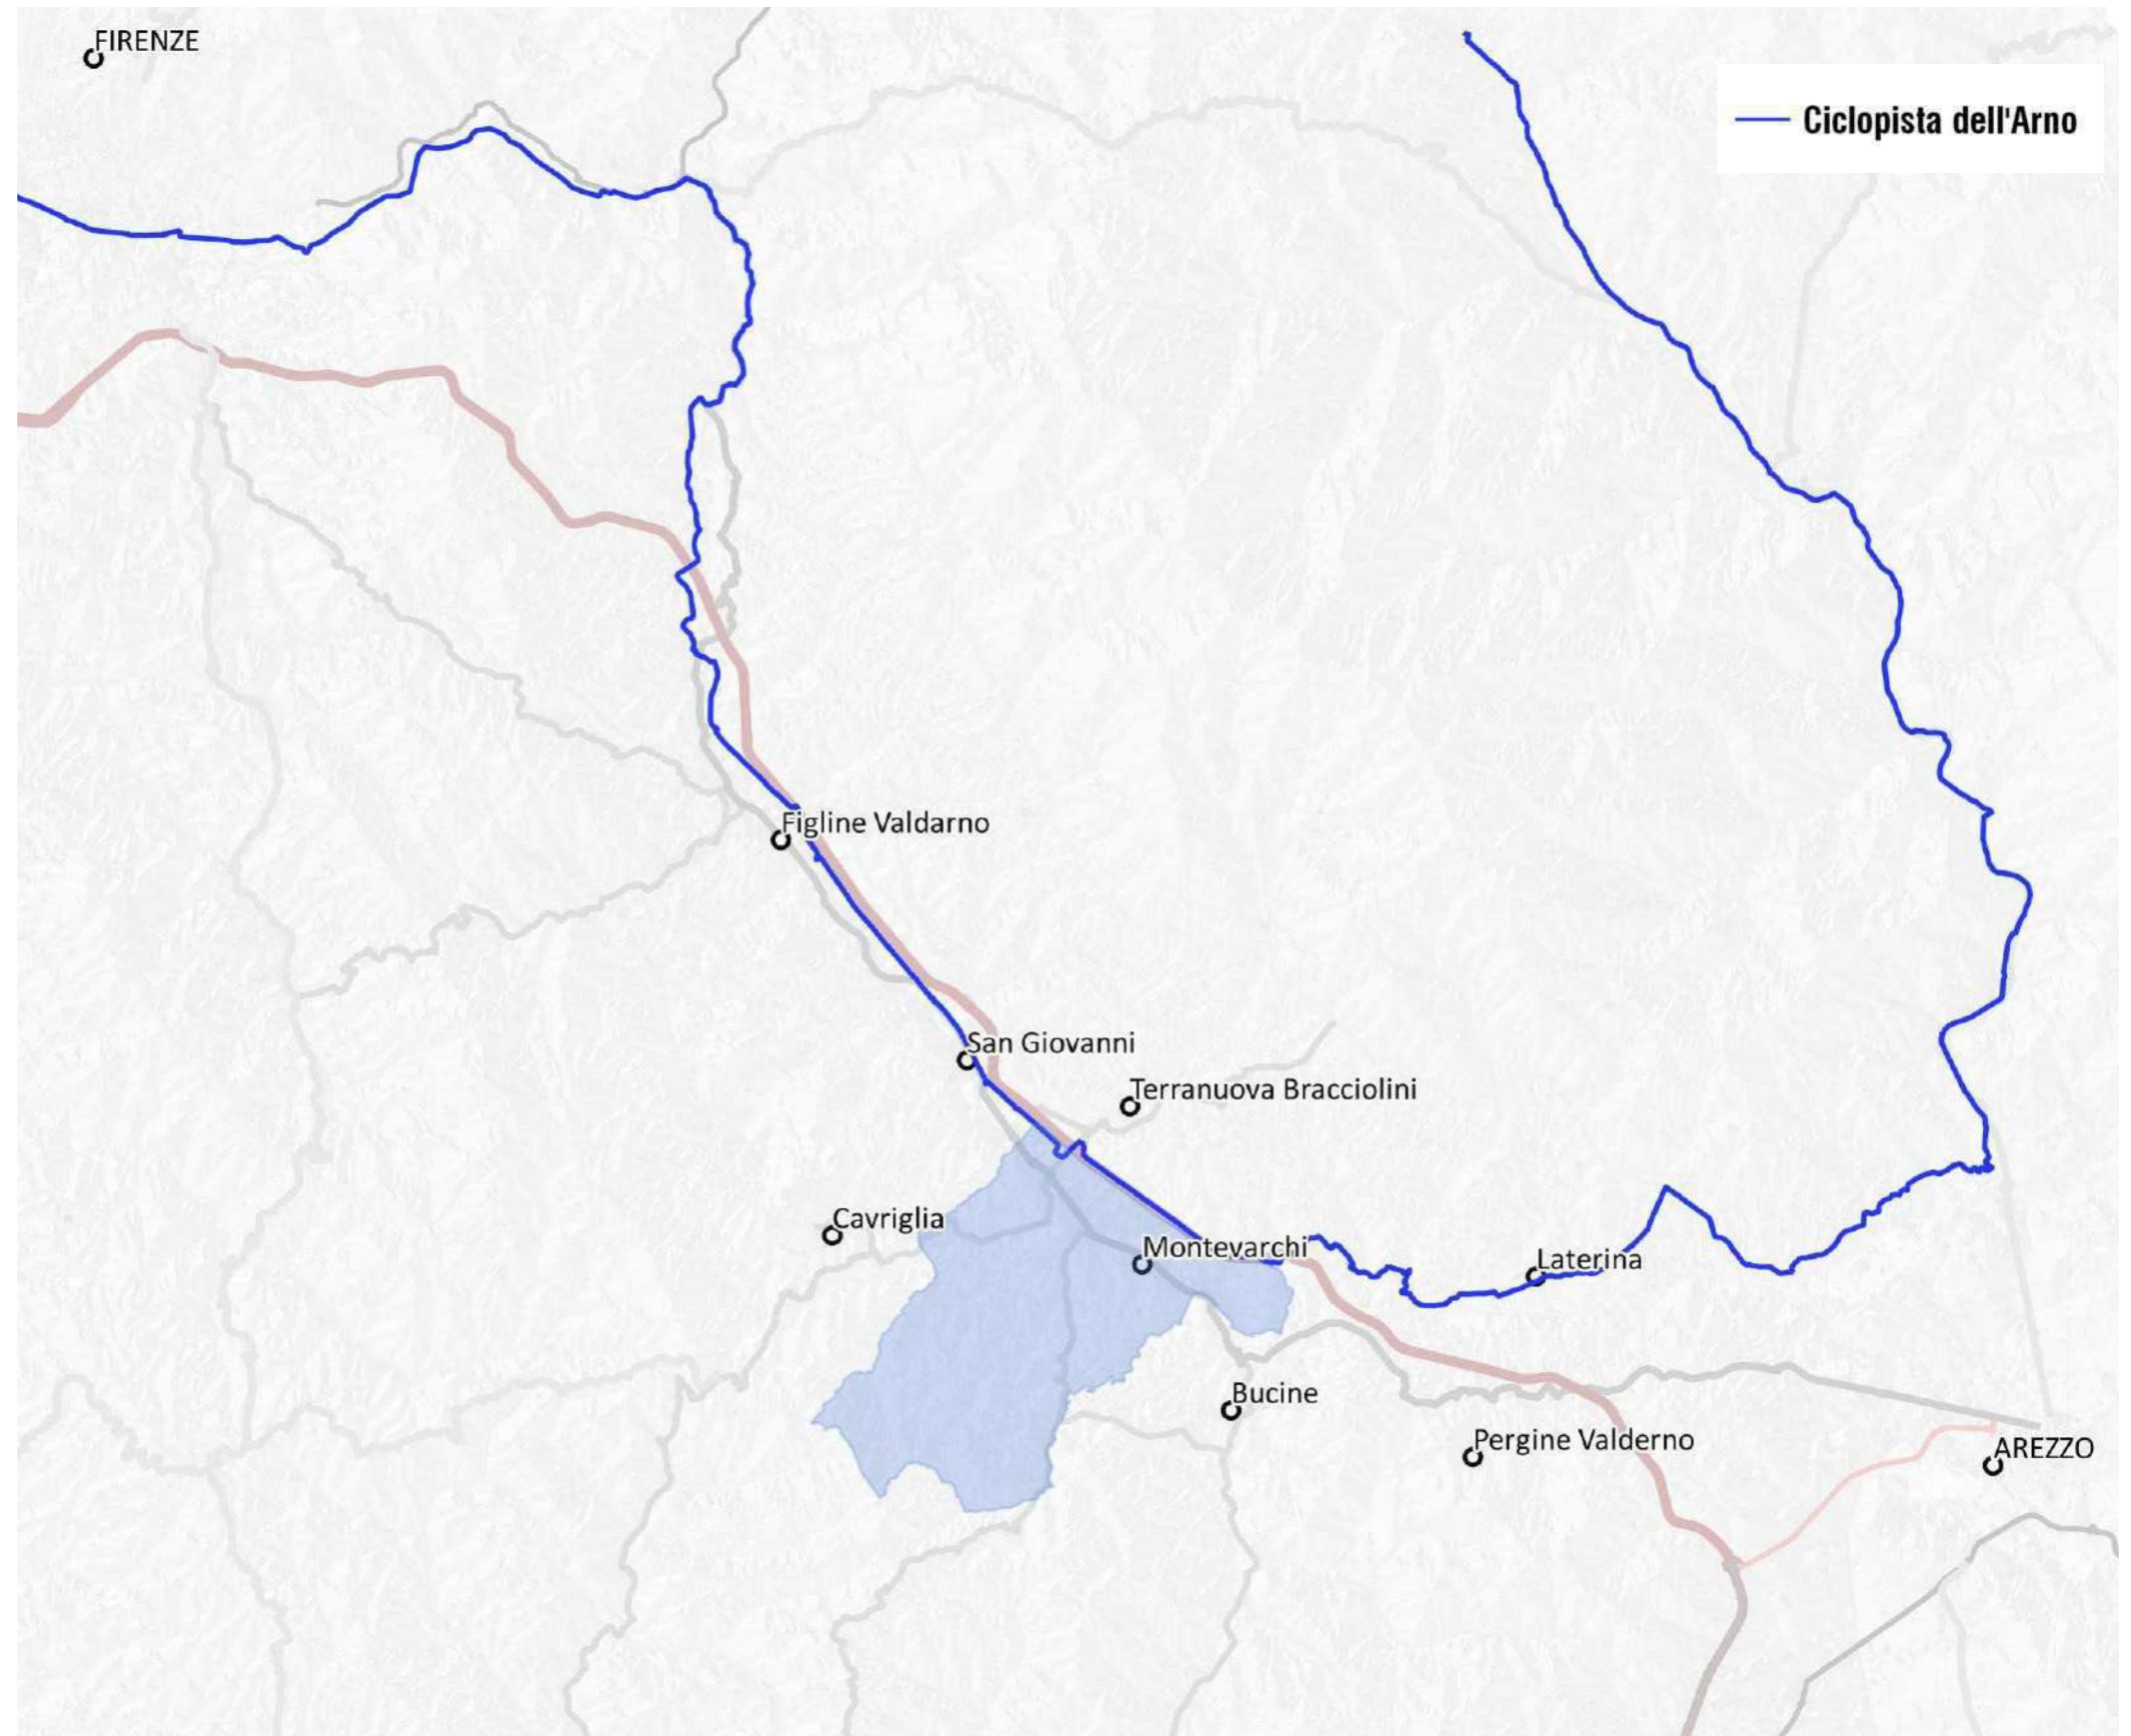 FIRENZE
Ciclopista dell'Arno
Figline Valdarno
San Giovanni
Terranuova Bracciolini
Cavriglia
Montevarchi
Laterina
Bucine
Pergine Valderno
AREZZO